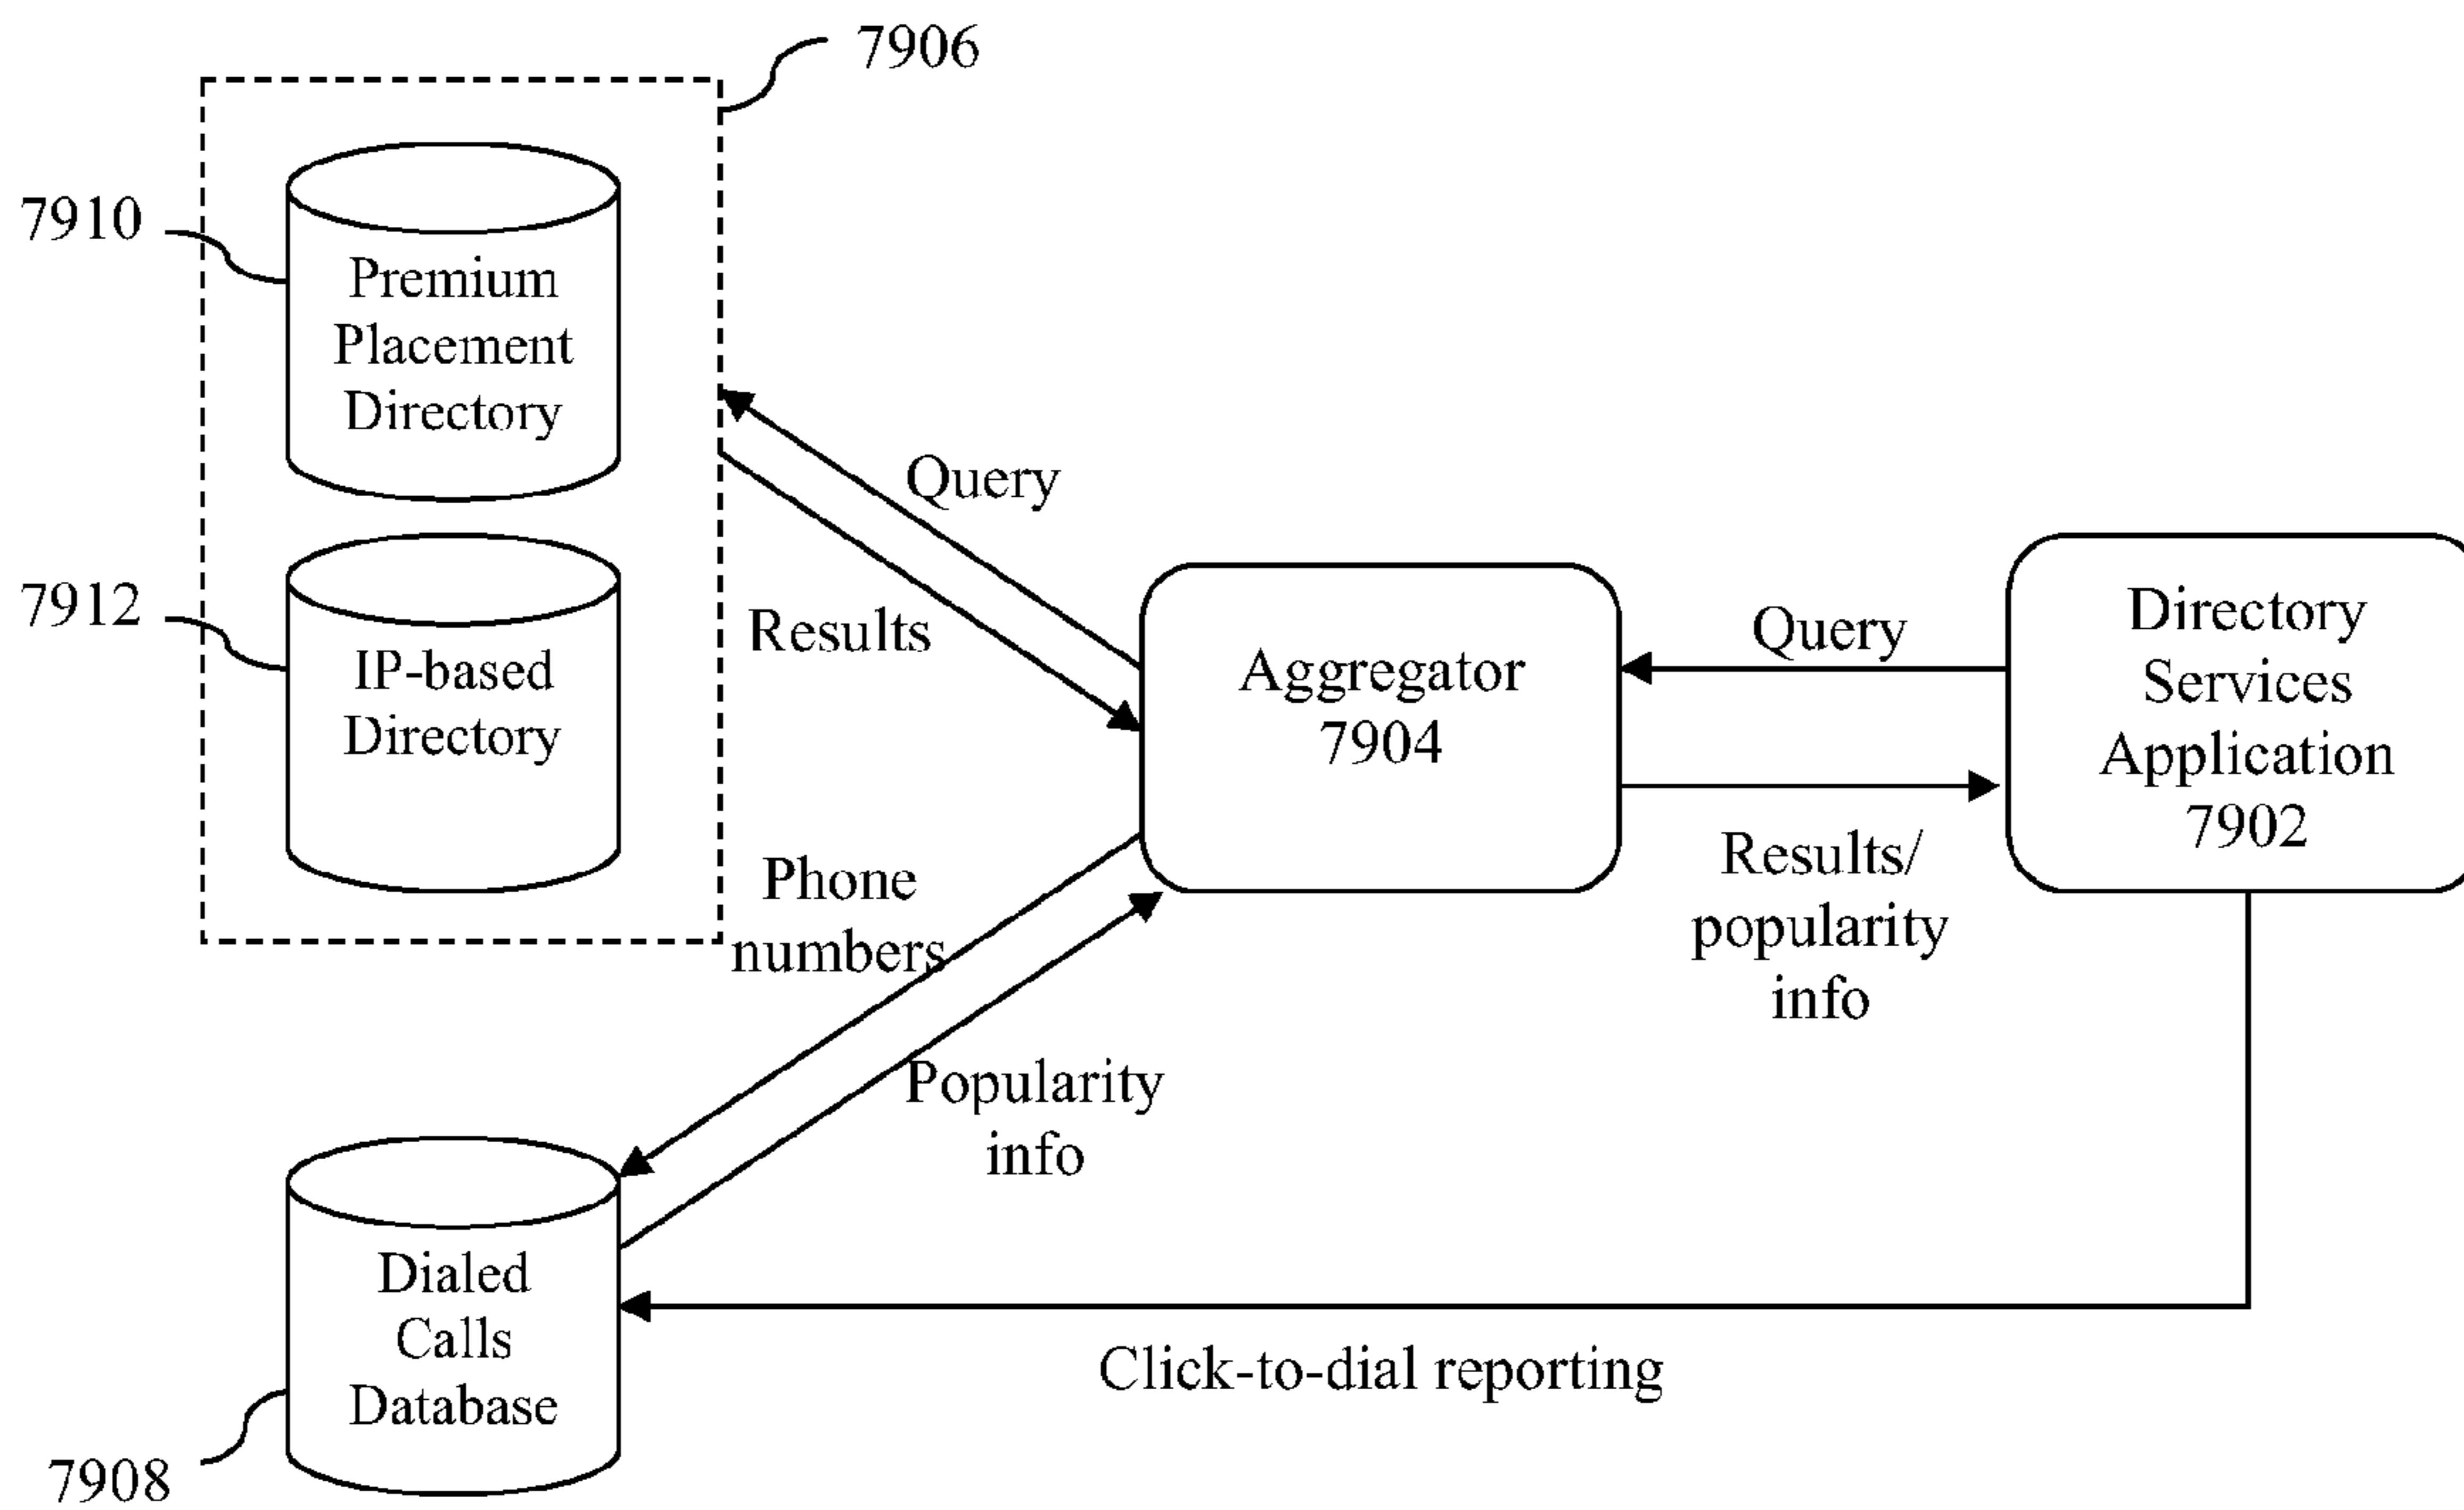 7906
7910
Premium
Placement
Directory
7912
IP-based
Directory
Query
Results
Aggregator
7904
Query
Results/
popularity
info
Directory
Services
Application
7902
Phone
numbers
Popularity
info
Dialed
Calls
Database
7908
Click-to-dial reporting